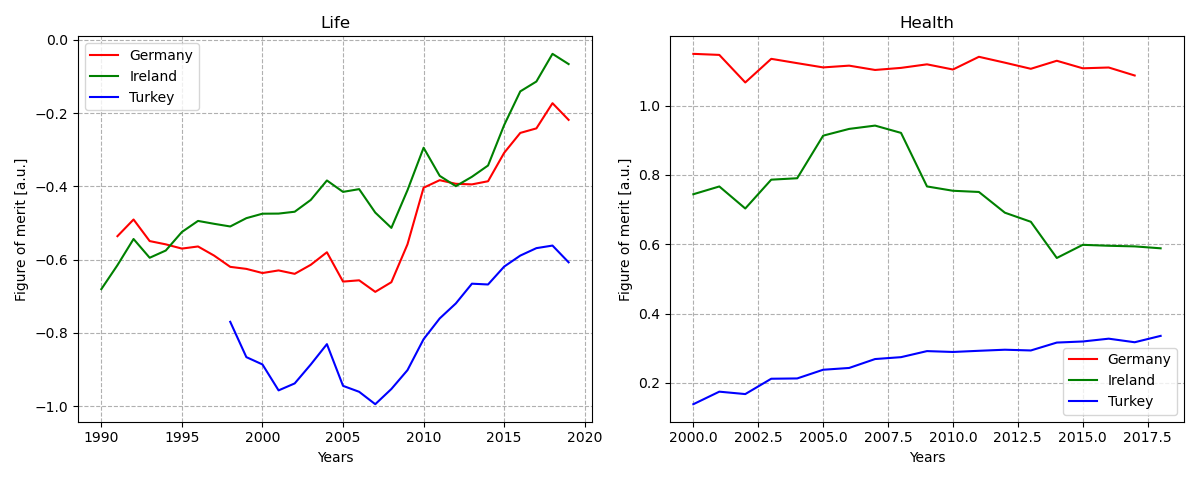 Life
Figure of merit [a.u.]
0.0
−0.2
−0.4
−0.6
−0.8
−1.0
Germany
Ireland
Turkey
1990 1995 2000 2005 2010 2015 2020
Years
Health
Figure of merit [a.u.]
1.0
0.8
0.6
0.4
0.2
Germany
Ireland
Turkey
2000.0 2002.5 2005.0 2007.5 2010.0 2012.5 2015.0 2017.5
Years